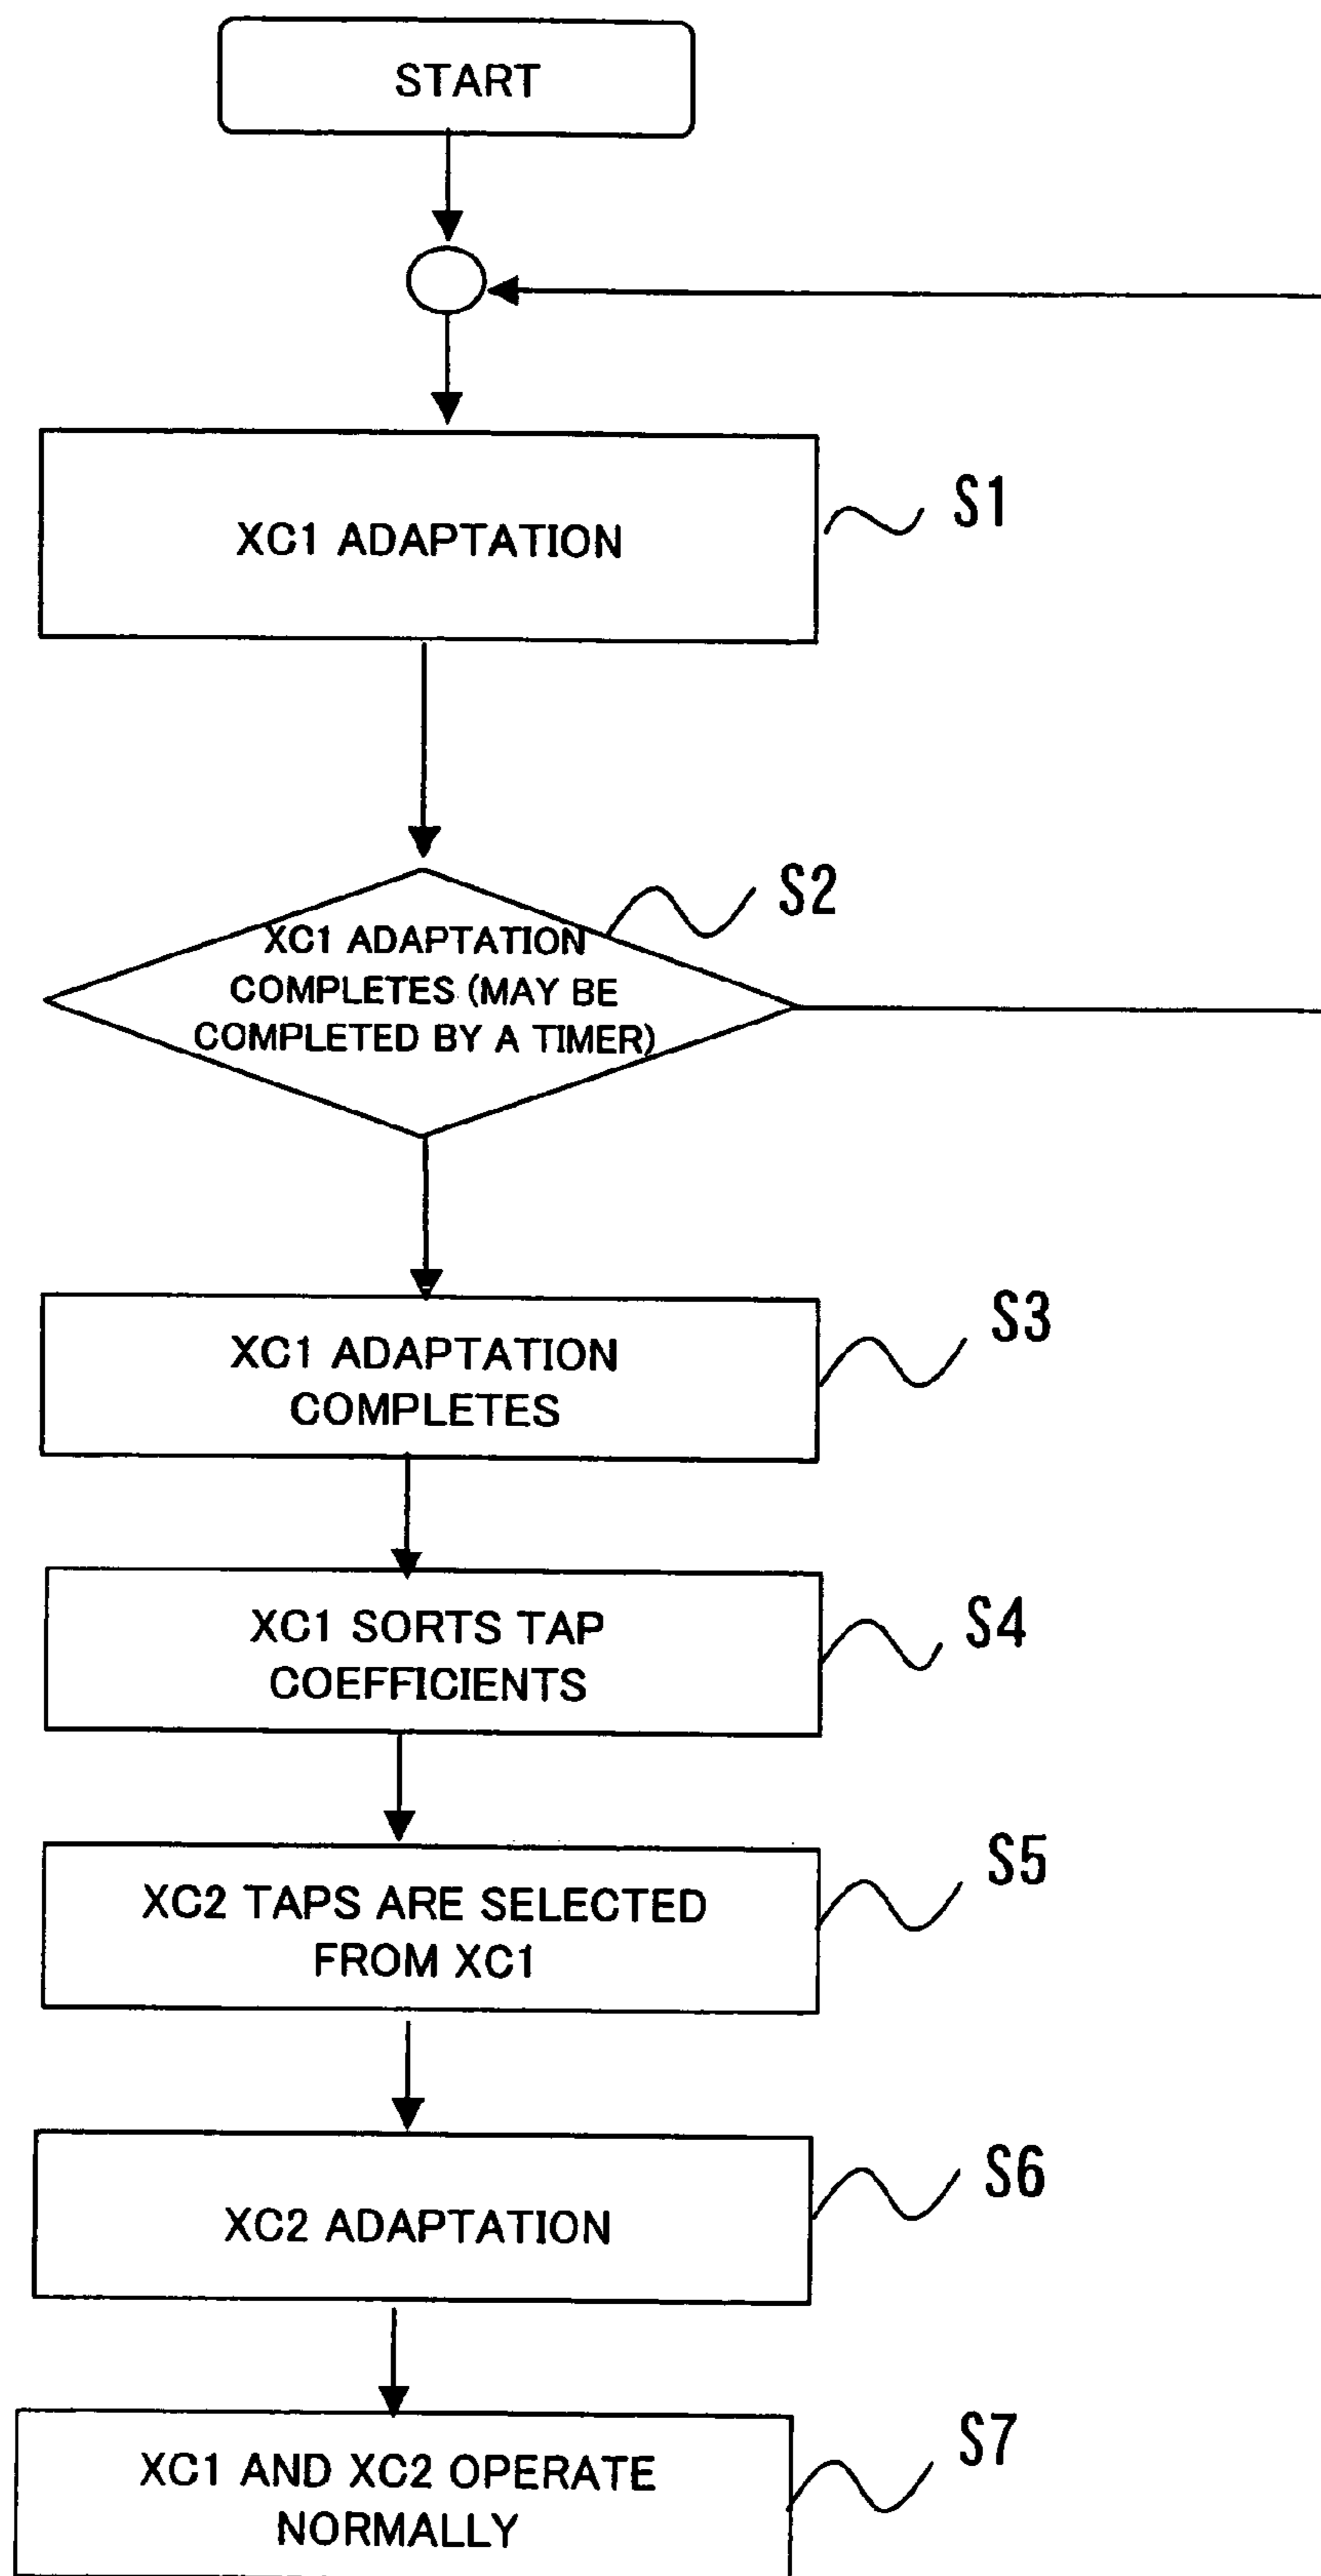 START
XC1 ADAPTATION
S1
S2
XC1 ADAPTATION
COMPLETES (MAY BE
COMPLETED BY A TIMER)
S3
XC1 ADAPTATION
COMPLETES
S4
XC1 SORTS TAP
COEFFICIENTS
S5
XC2 TAPS ARE SELECTED
FROM XC1
S6
XC2 ADAPTATION
S7
XC1 AND XC2 OPERATE
NORMALLY